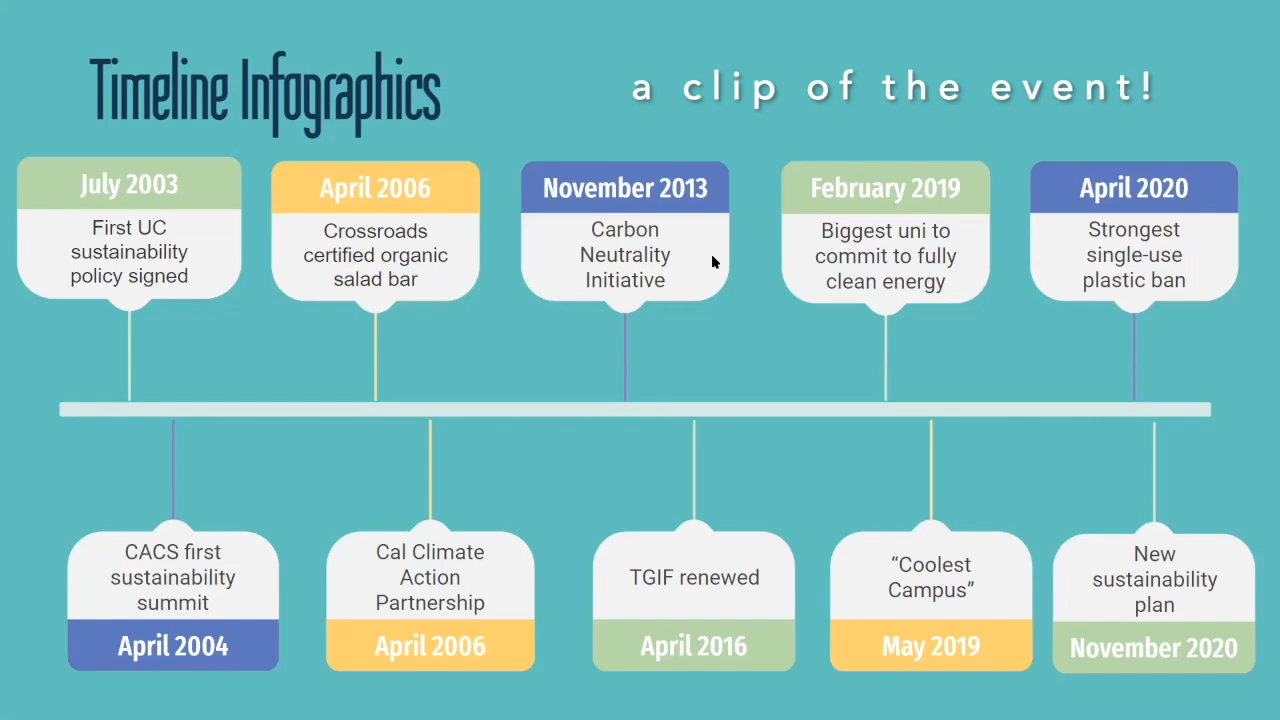 Timeline Infographics
a clip of the event!
July 2003
First UC
sustainability
policy signed
April 2006
Crossroads
certified organic
salad bar
November 2013
Carbon
Neutrality
Initiative
February 2019
Biggest uni to
commit to fully
clean energy
April 2020
Strongest
single-use
plastic ban
CACS first
sustainability
summit
April 2004
Cal Climate
Action
Partnership
April 2006
TGIF renewed
April 2016
“Coolest
Campus”
May 2019
New
sustainability
plan
November 2020